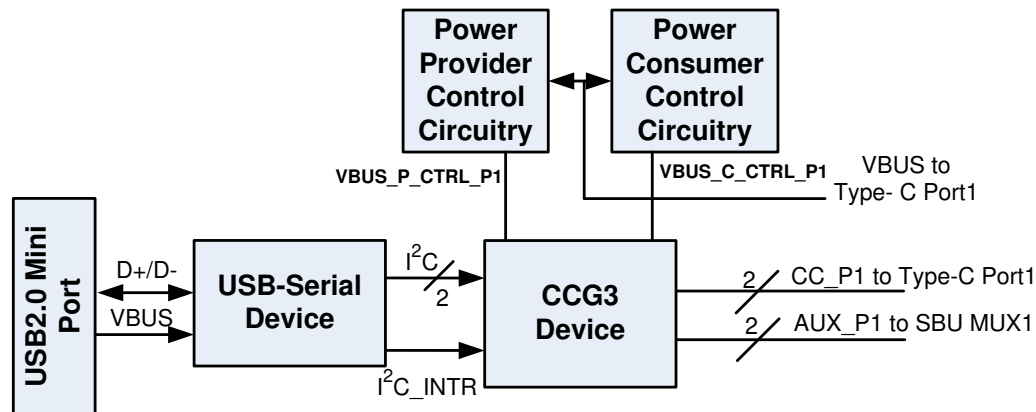 Power
Provider
Control
Circuitry
Power
Consumer
Control
Circuitry
VBUS_P_CTRL_P1
VBUS_C_CTRL_P1
VBUS to
Type- C Port1
USB2.0 Mini
Port
D+/D-
VBUS
USB-Serial
Device
I²C
2
I²C_INTR
CCG3
Device
2
CC_P1 to Type-C Port1
2
AUX_P1 to SBU MUX1